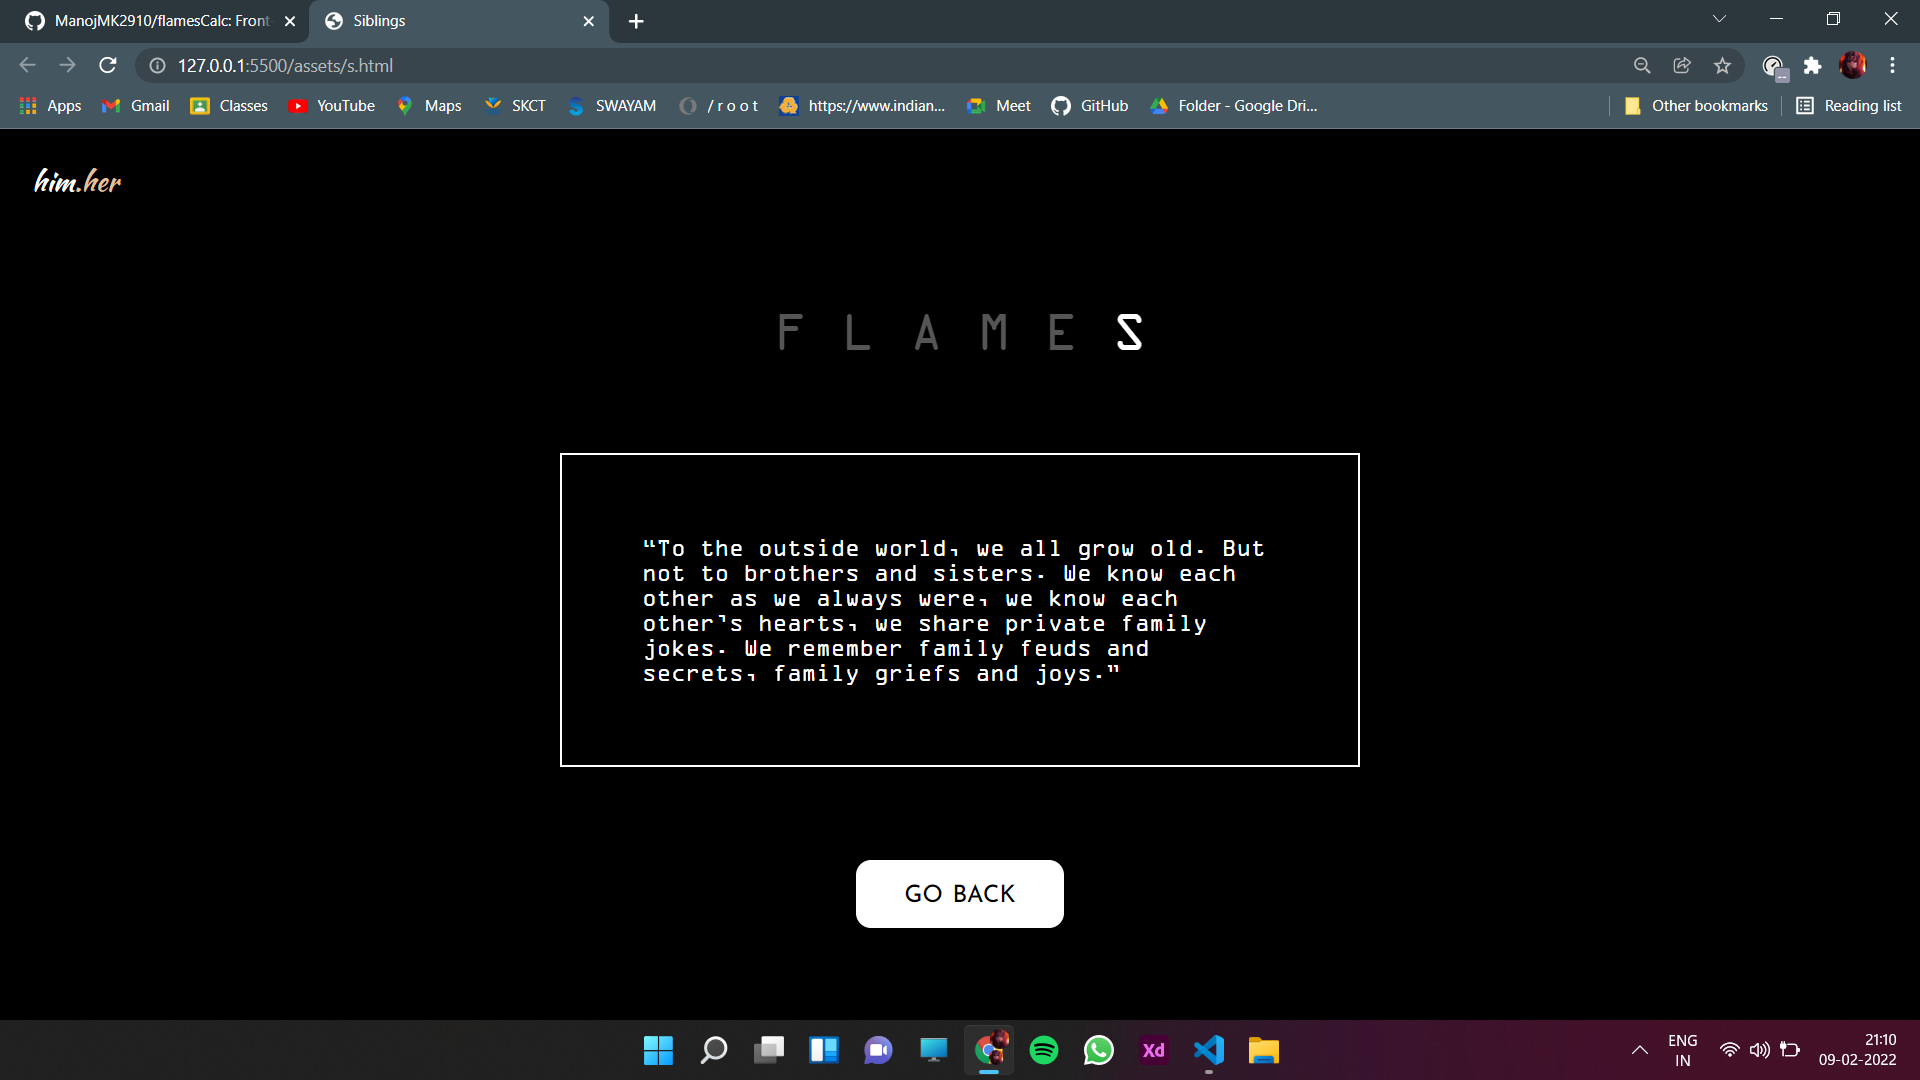 ManojMK2910/flamesCalc: Front
Siblings
127.0.0.1:5500/assets/s.html
Apps
Gmail
Classes
YouTube
Maps
SKCT
SWAYAM
/ r o o t
https://www.indian...
Meet
GitHub
Folder - Google Dri...
Other bookmarks
Reading list
him.her
F L A M E S
“To the outside world, we all grow old. But
not to brothers and sisters. We know each
other as we always were, we know each
other’s hearts, we share private family
jokes. We remember family feuds and
secrets, family griefs and joys.”
GO BACK
Xd
ENG
IN
21:10
09-02-2022